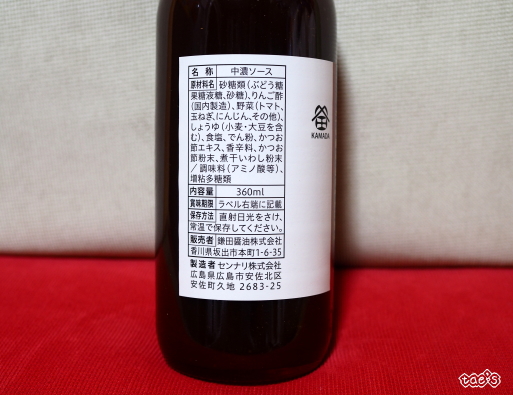 名称 中濃ソース
原材料名 砂糖類(ぶどう糖
果糖液糖、砂糖)、りんご酢
(国内製造)、野菜(トマト、
玉ねぎ、にんじん、その他)、
しょうゆ(小麦・大豆を含
む)、食塩、でん粉、かつお
節エキス、香辛料、かつお
節粉末、煮干いわし粉末
/調味料(アミノ酸等)、
増粘多糖類
内容量 360ml
賞味期限 ラベル右端に記載
保存方法 直射日光をさけ、
常温で保存してください。
販売者 鎌田醤油株式会社
香川県坂出市本町1-6-35
製造者 センナリ株式会社
広島県広島市安佐北区
安佐町久地 2683-25
KAMADA
tae's